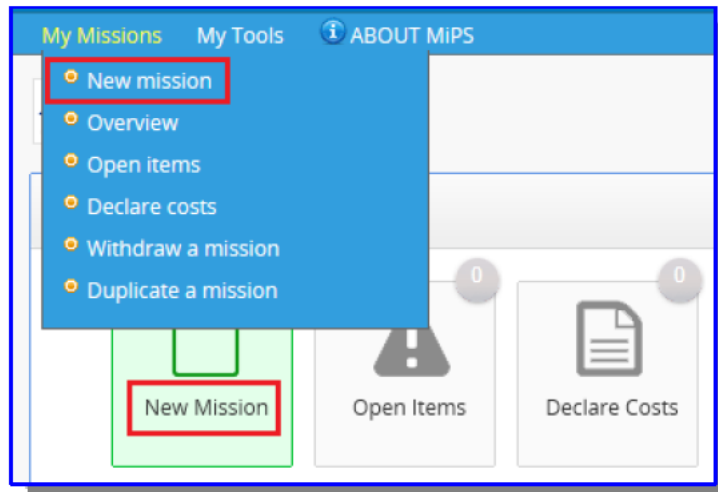 My Missions My Tools ABOUT MiPS
New mission
Overview
Open items
Declare costs
Withdraw a mission
Duplicate a mission
0 0
New Mission Open Items Declare Costs